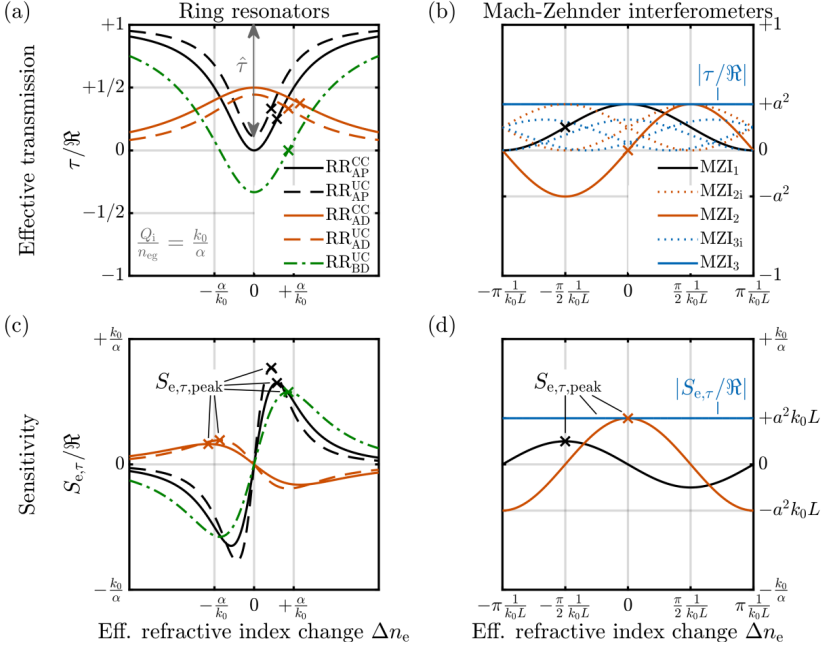 (a) Ring resonators
Effective transmission
τ/ℜ
+1
+1/2
0
−1/2
−1
τ̂
Q_i/n_eg = k_0/α
RR^CC_AP
RR^UC_AP
RR^CC_AD
RR^UC_AD
RR^UC_BD
−α/k_0 0 +α/k_0
(b) Mach-Zehnder interferometers
|τ/ℜ|
+1
+a²
0
−a²
−1
MZI_1
MZI_2i
MZI_2
MZI_3i
MZI_3
−π 1/(k_0L) −π/2 1/(k_0L) 0 π/2 1/(k_0L) π 1/(k_0L)
(c)
Sensitivity
S_e,τ/ℜ
+k_0/α
0
−k_0/α
S_e,τ,peak
−α/k_0 0 +α/k_0
Eff. refractive index change Δn_e
(d)
S_e,τ,peak
|S_e,τ/ℜ|
+k_0/α
+a²k_0L
0
−a²k_0L
−k_0/α
−π 1/(k_0L) −π/2 1/(k_0L) 0 π/2 1/(k_0L) π 1/(k_0L)
Eff. refractive index change Δn_e